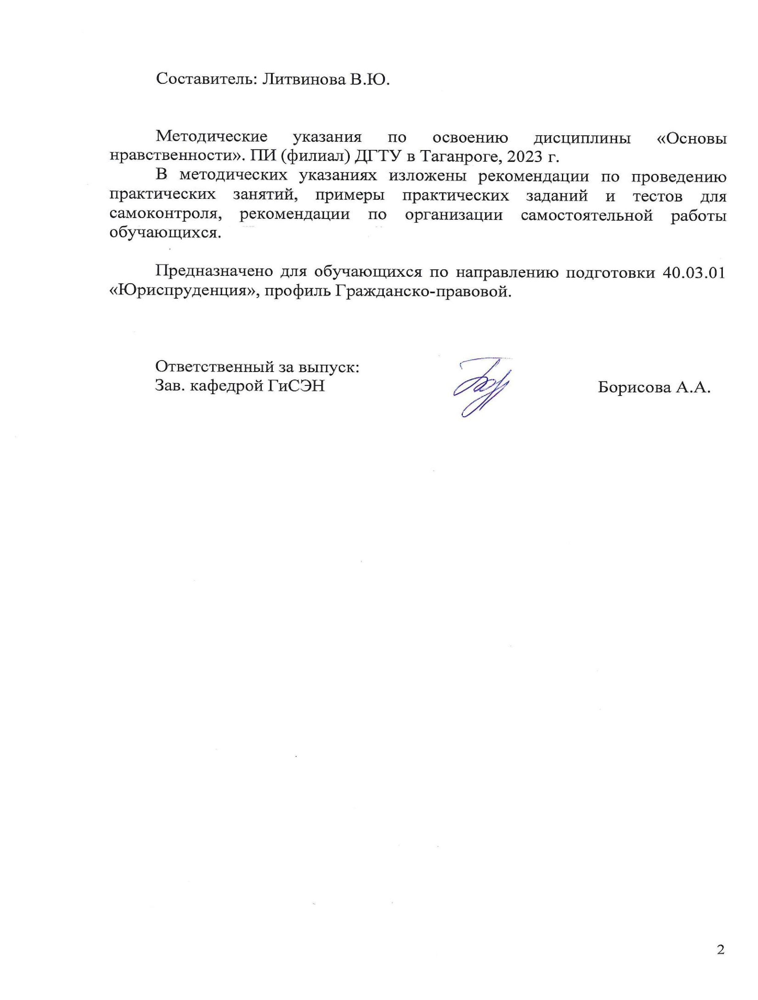 Составитель: Литвинова В.Ю.
Методические указания по освоению дисциплины «Основы
нравственности». ПИ (филиал) ДГТУ в Таганроге, 2023 г.
В методических указаниях изложены рекомендации по проведению
практических занятий, примеры практических заданий и тестов для
самоконтроля, рекомендации по организации самостоятельной работы
обучающихся.
Предназначено для обучающихся по направлению подготовки 40.03.01
«Юриспруденция», профиль Гражданско-правовой.
Ответственный за выпуск:
Зав. кафедрой ГиСЭН Борисова А.А.
2